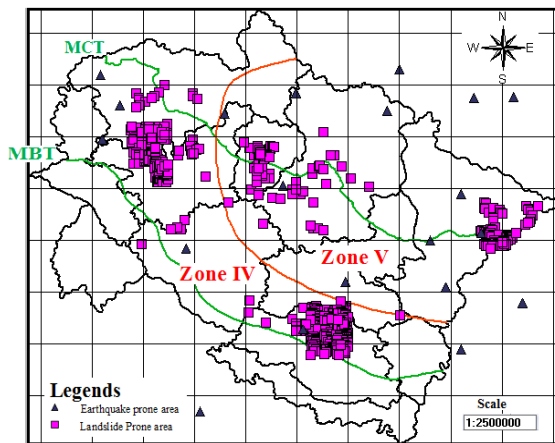 N
MCT
W E
S
MBT
Zone V
Zone IV
Legends
Earthquake prone area
Landslide Prone area
Scale
1:2500000